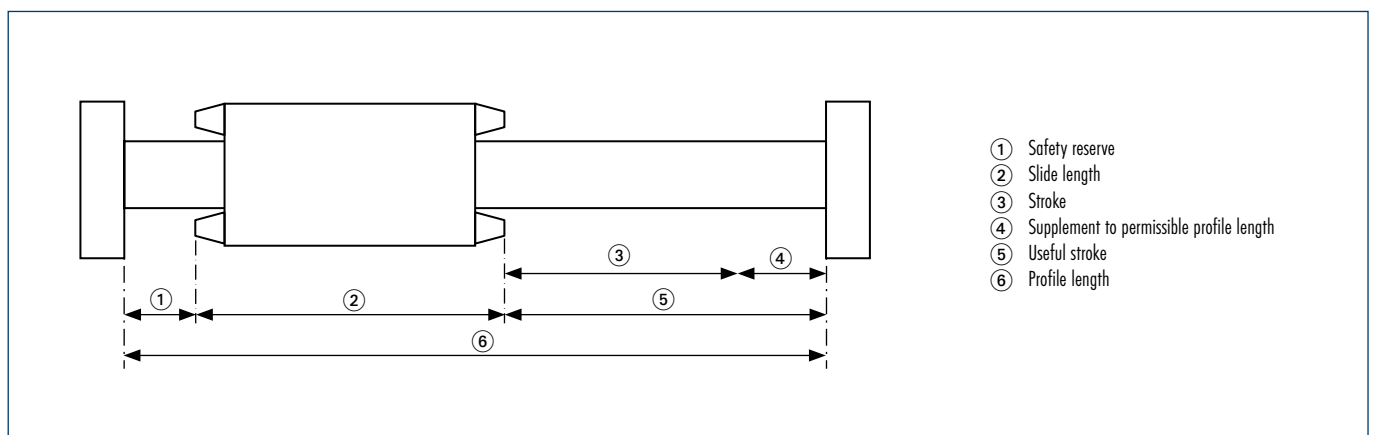 ① Safety reserve
② Slide length
③ Stroke
④ Supplement to permissible profile length
⑤ Useful stroke
⑥ Profile length
③ ④
① ② ⑤
⑥